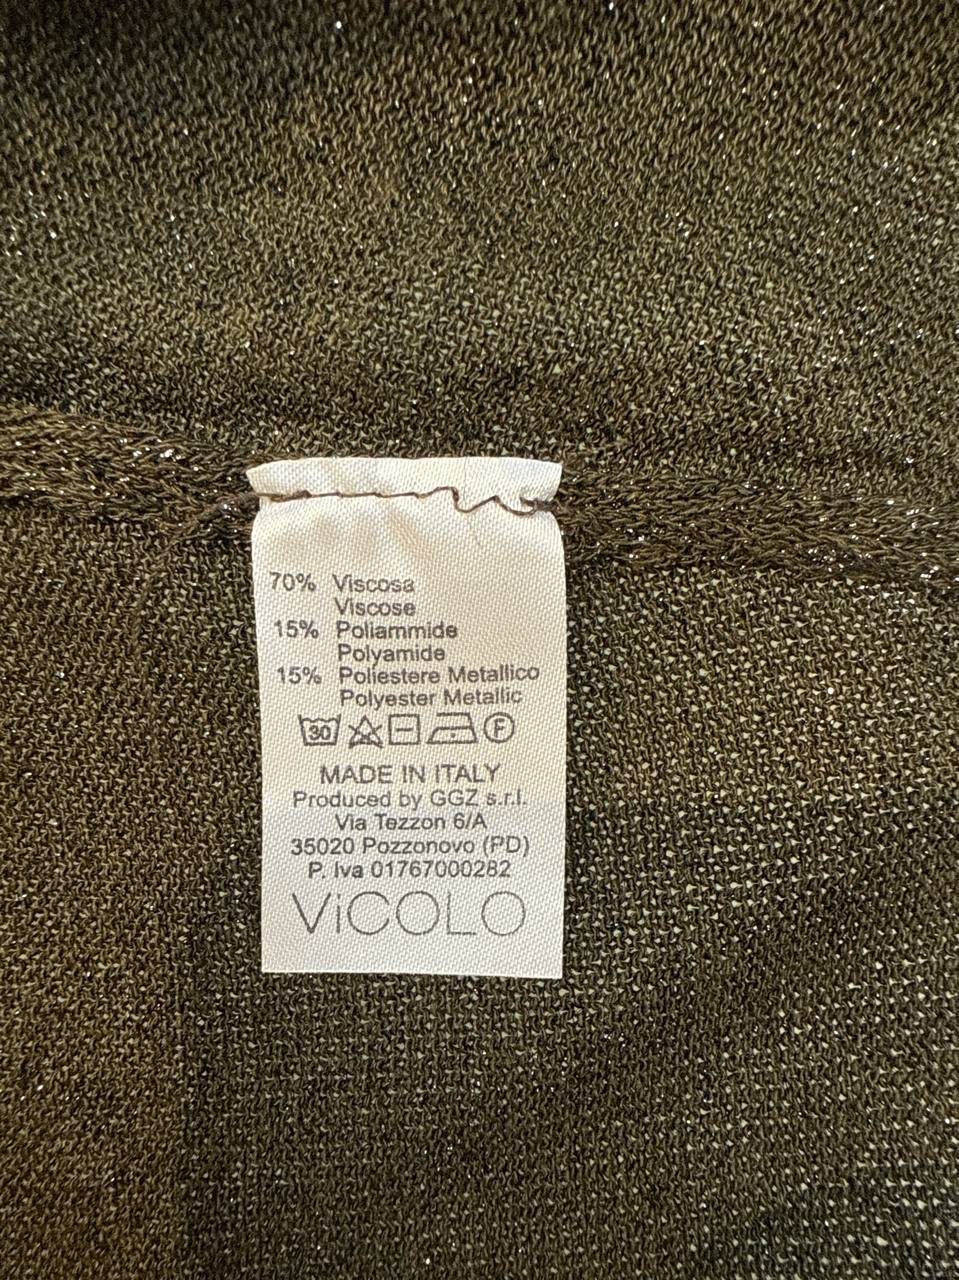 70% Viscosa
Viscose
15% Poliammide
Polyamide
15% Poliestere Metallico
Polyester Metallic
30 F
MADE IN ITALY
Produced by GGZ s.r.l.
Via Tezzon 6/A
35020 Pozzonovo (PD)
P. Iva 01767000282
ViCOLO